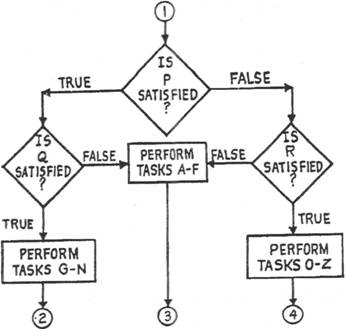 1
IS
P
SATISFIED
?
TRUE
FALSE
IS
Q
SATISFIED
?
FALSE
PERFORM
TASKS A-F
FALSE
IS
R
SATISFIED
?
TRUE
TRUE
PERFORM
TASKS G-N
PERFORM
TASKS O-Z
2
3
4